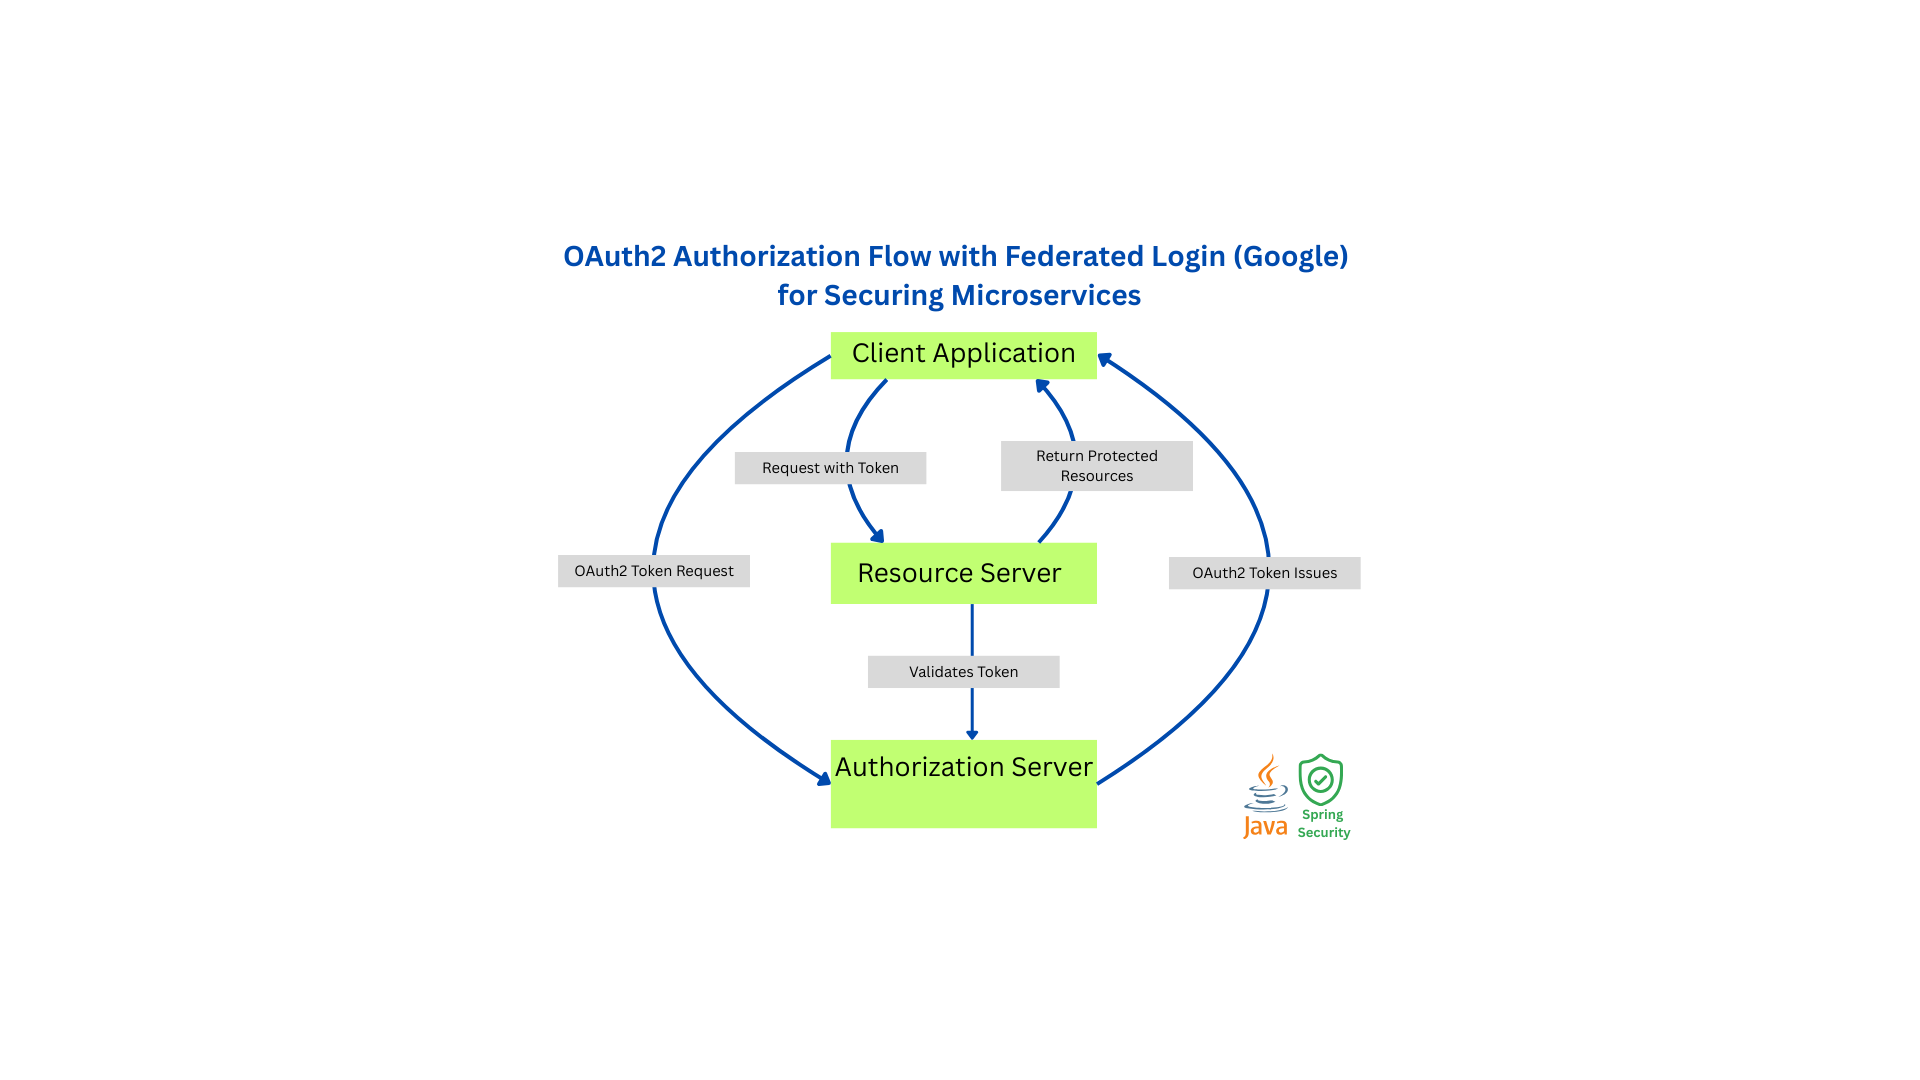 OAuth2 Authorization Flow with Federated Login (Google)
for Securing Microservices
Client Application
Request with Token
Return Protected
Resources
OAuth2 Token Request
Resource Server
OAuth2 Token Issues
Validates Token
Authorization Server
Java
Spring
Security